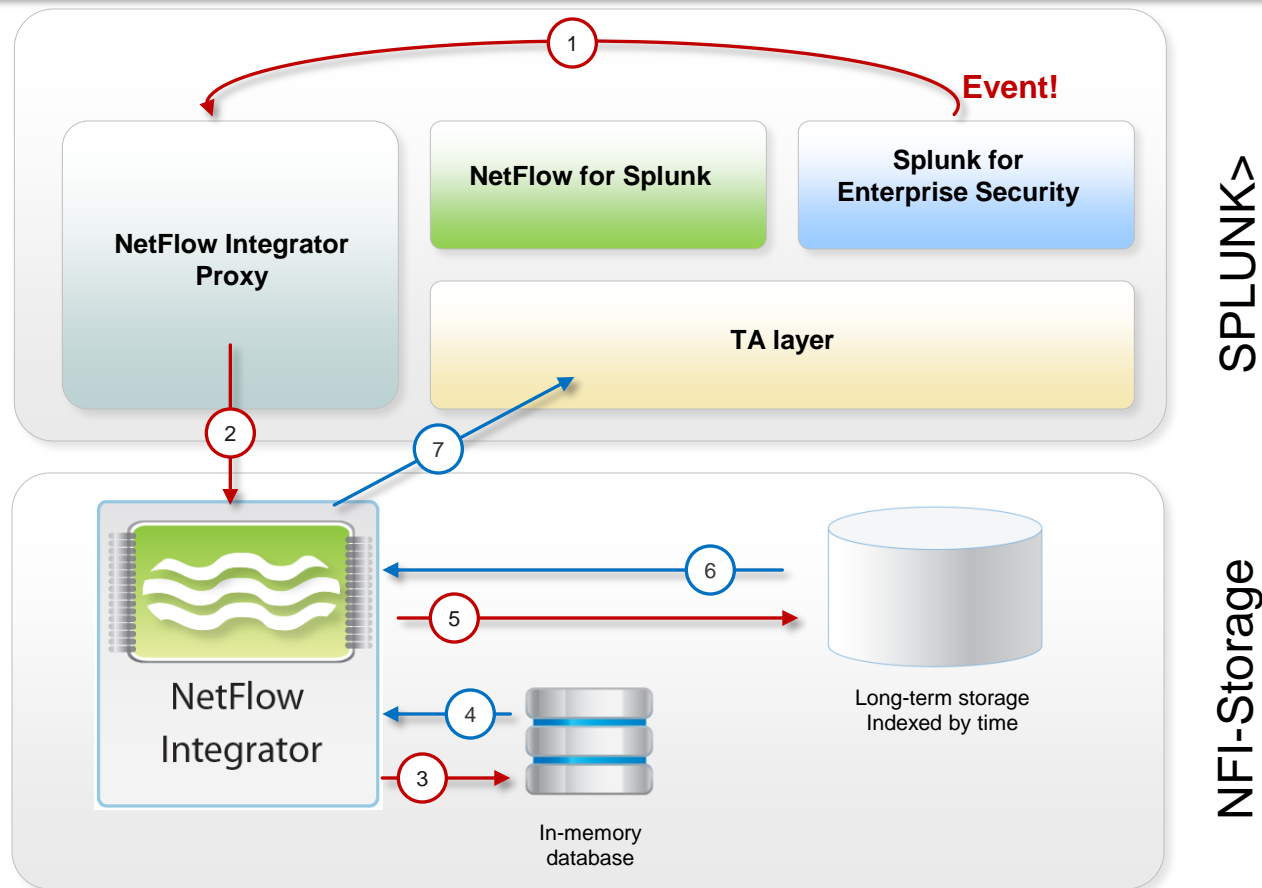 1
Event!
NetFlow for Splunk
Splunk for
Enterprise Security
NetFlow Integrator
Proxy
TA layer
SPLUNK>
2
7
6
5
NetFlow
Integrator
4
3
Long-term storage
Indexed by time
In-memory
database
NFI-Storage